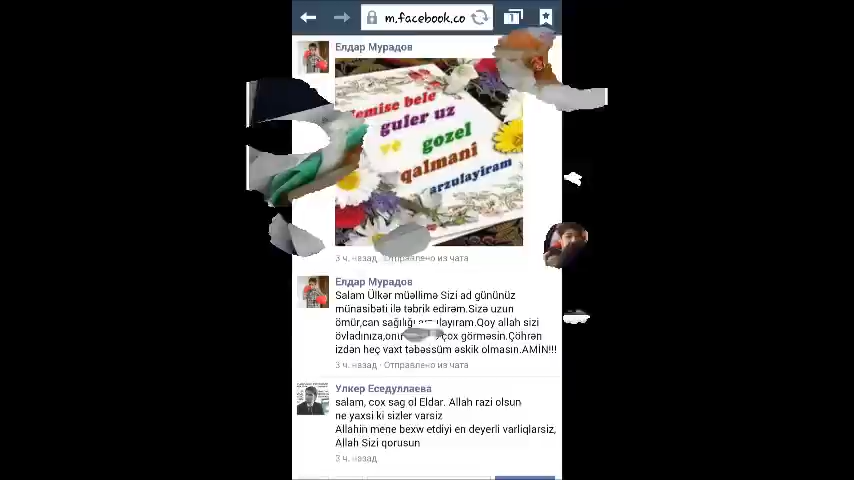 m.facebook.co
1
Елдар Мурадов
bele
guler uz
ve gozel
qalmani
arzulayiram
3 ч. назад · Отправлено из чата
Елдар Мурадов
Salam Ülkər müəllimə Sizi ad gününüz
münasibəti ilə təbrik edirəm.Sizə uzun
ömür,can sağılığı
allah sizi
övladınıza,
çox görməsin.Çöhrən
izdən heç vaxt təbəssüm əskik olmasın.AMİN!!!
3 ч. назад · Отправлено из чата
Улкер Еседуллаева
salam, cox sag ol Eldar. Allah razi olsun
ne yaxsi ki sizler varsiz
Allahin mene bexw etdiyi en deyerli varliqlarsiz,
Allah Sizi qorusun
3 ч. назад